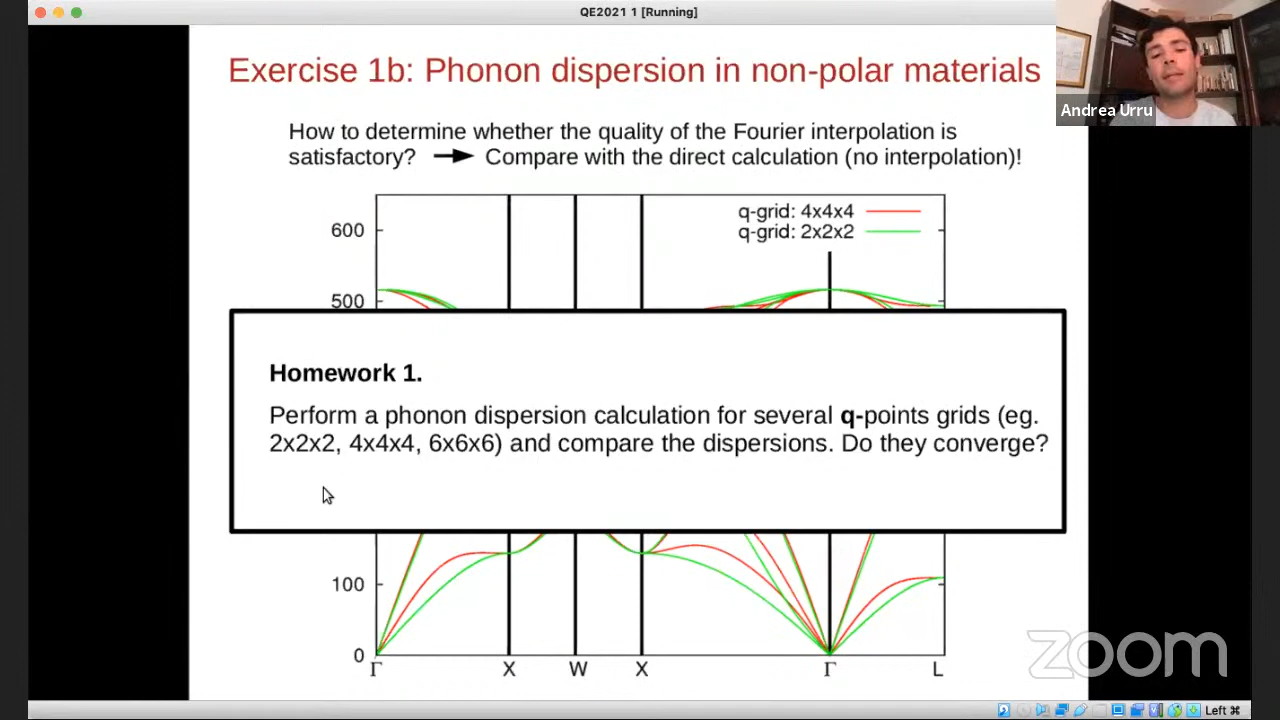 QE2021 1 [Running]
Exercise 1b: Phonon dispersion in non-polar materials
Andrea Urru
How to determine whether the quality of the Fourier interpolation is
satisfactory? → Compare with the direct calculation (no interpolation)!
q-grid: 4x4x4
q-grid: 2x2x2
600
500
Homework 1.
Perform a phonon dispersion calculation for several q-points grids (eg.
2x2x2, 4x4x4, 6x6x6) and compare the dispersions. Do they converge?
100
0
Γ X W X Γ L
zoom
Left ⌘